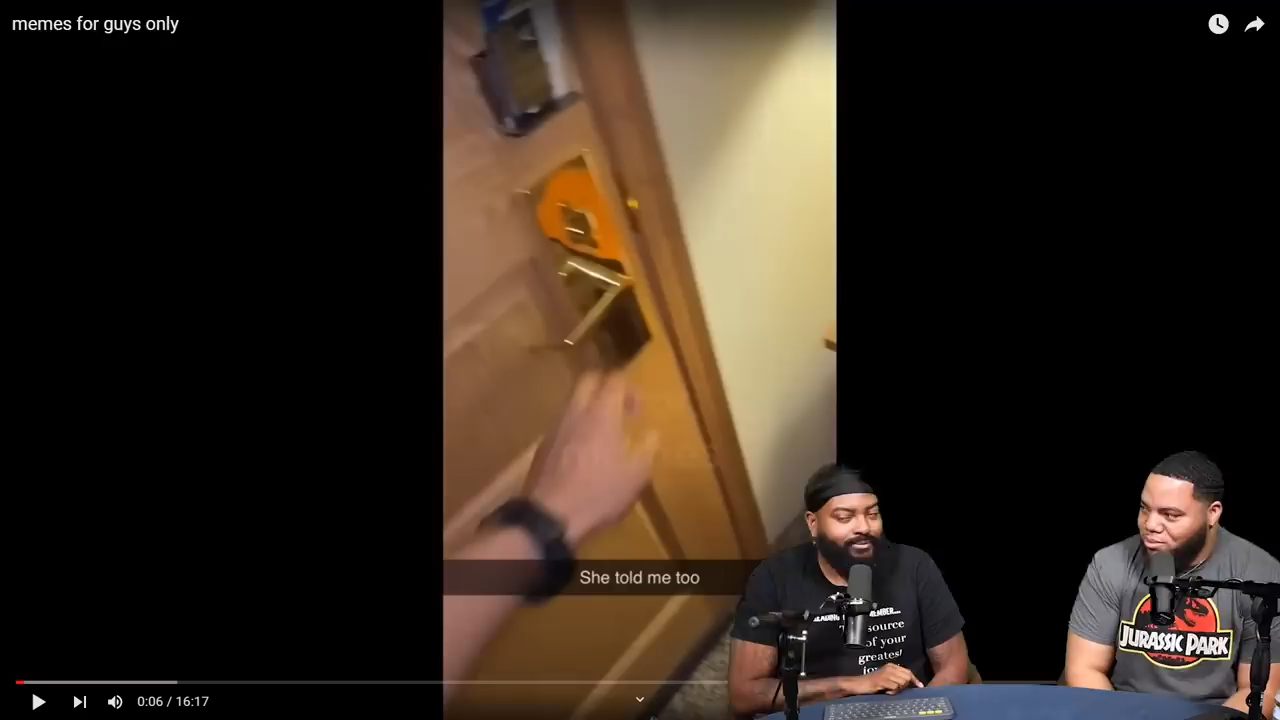 memes for guys only
She told me too
source
of your
greatest
JURASSIC PARK
0:06 / 16:17